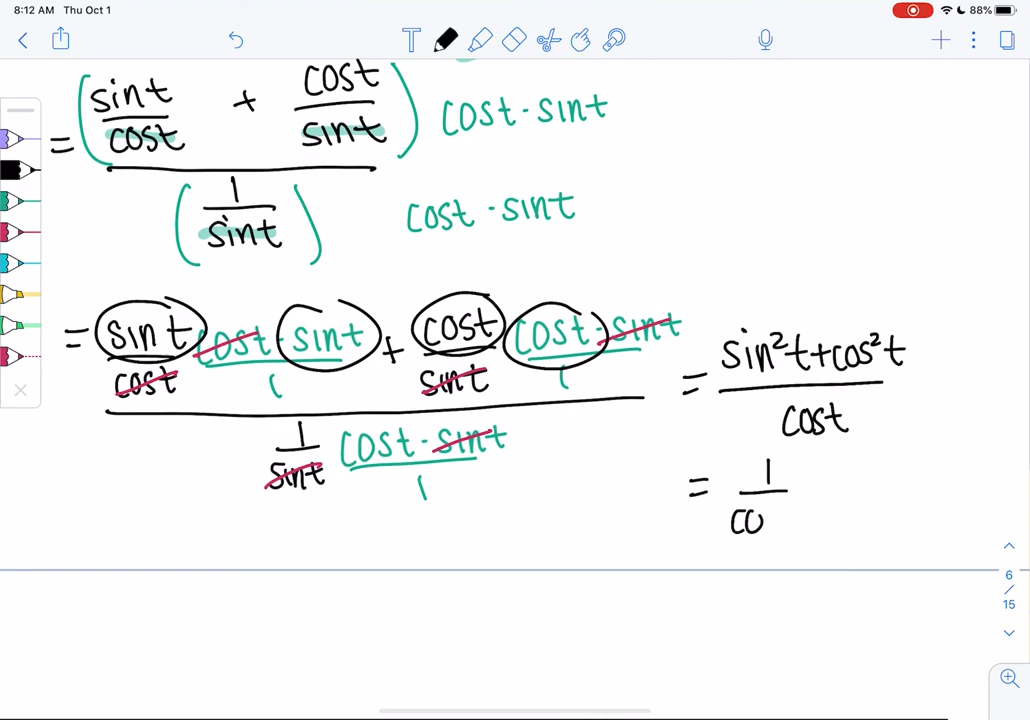 8:12 AM Thu Oct 1 88%
T
( sint/cost + cost/sint ) cost·sint
=
( 1/sint ) cost·sint
= sint/cost cost·sint/1 + cost/sint cost·sint/1
1/sint cost·sint/1
= sin²t+cos²t
cost
= 1
co
6
/
15